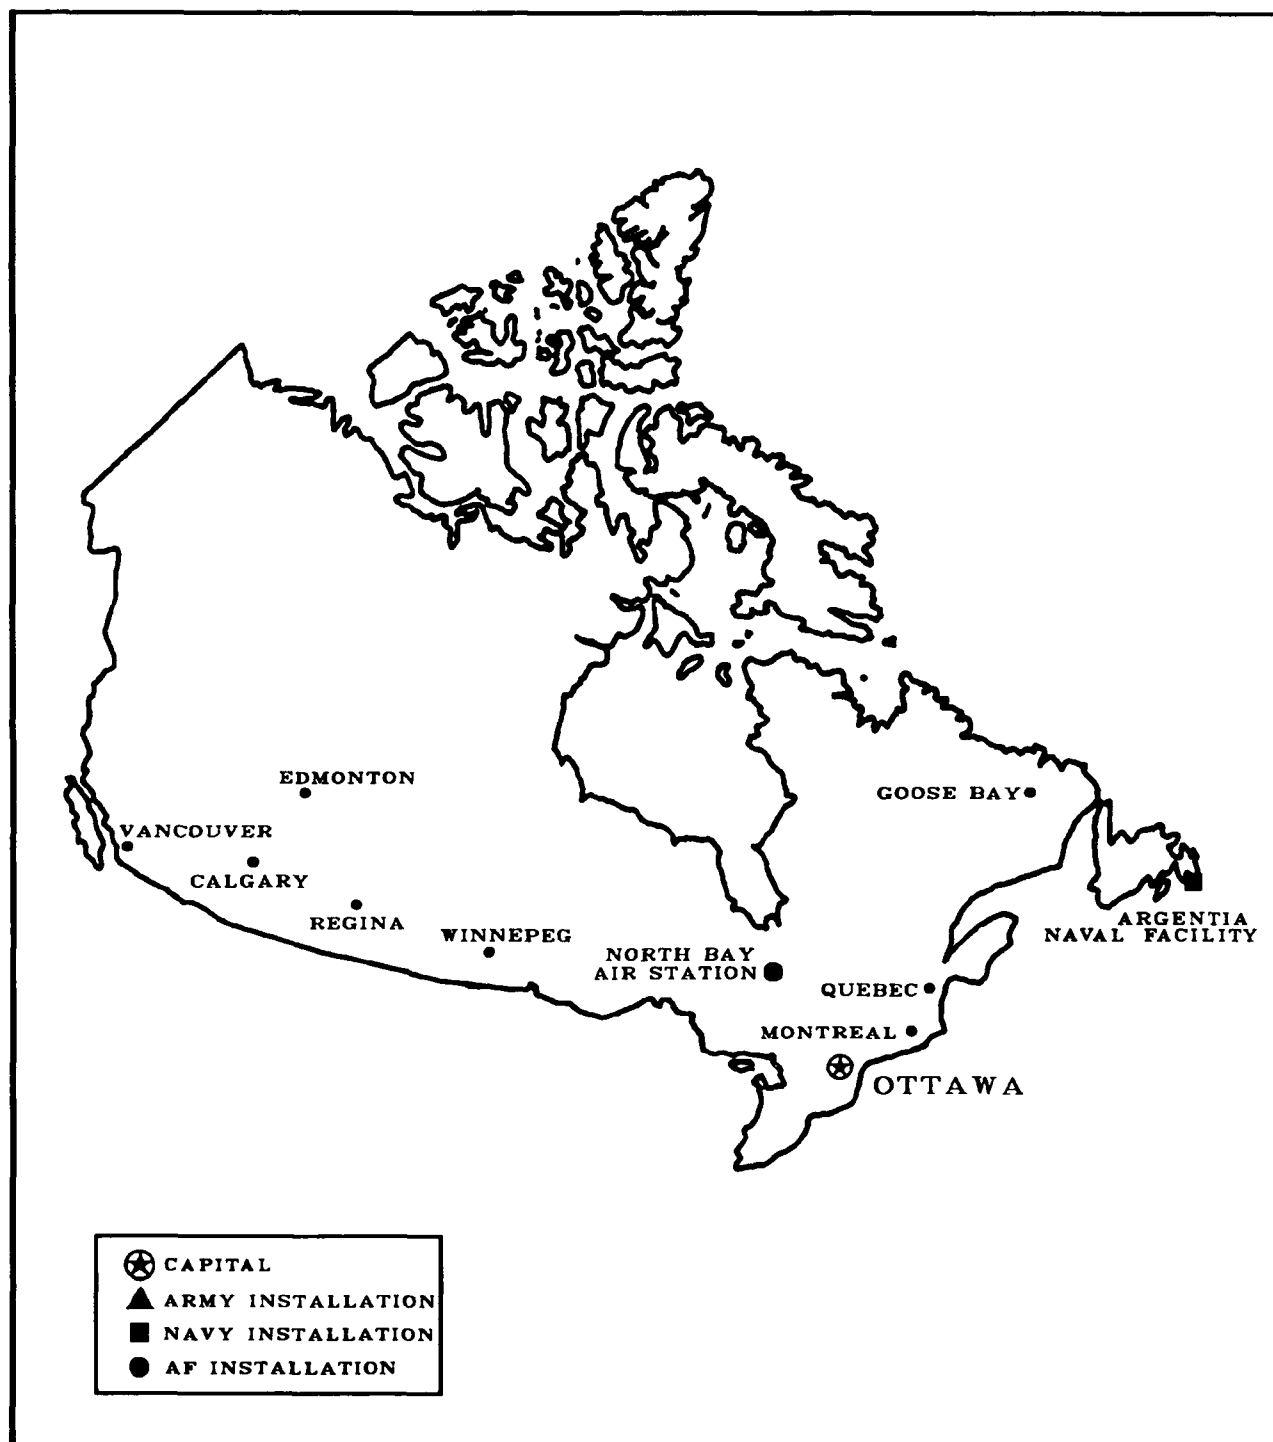 EDMONTON
GOOSE BAY
VANCOUVER
CALGARY
REGINA
WINNEPEG
ARGENTIA
NAVAL FACILITY
NORTH BAY
AIR STATION
QUEBEC
MONTREAL
OTTAWA
CAPITAL
ARMY INSTALLATION
NAVY INSTALLATION
AF INSTALLATION